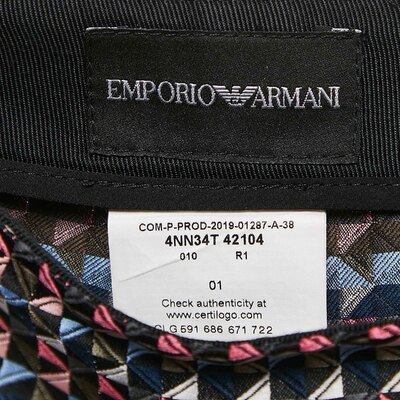 EMPORIO ARMANI
COM-P-PROD-2019-01287-A-38
4NN34T 42104
010 R1
01
Check authenticity at
www.certilogo.com
CLG 591 686 671 722